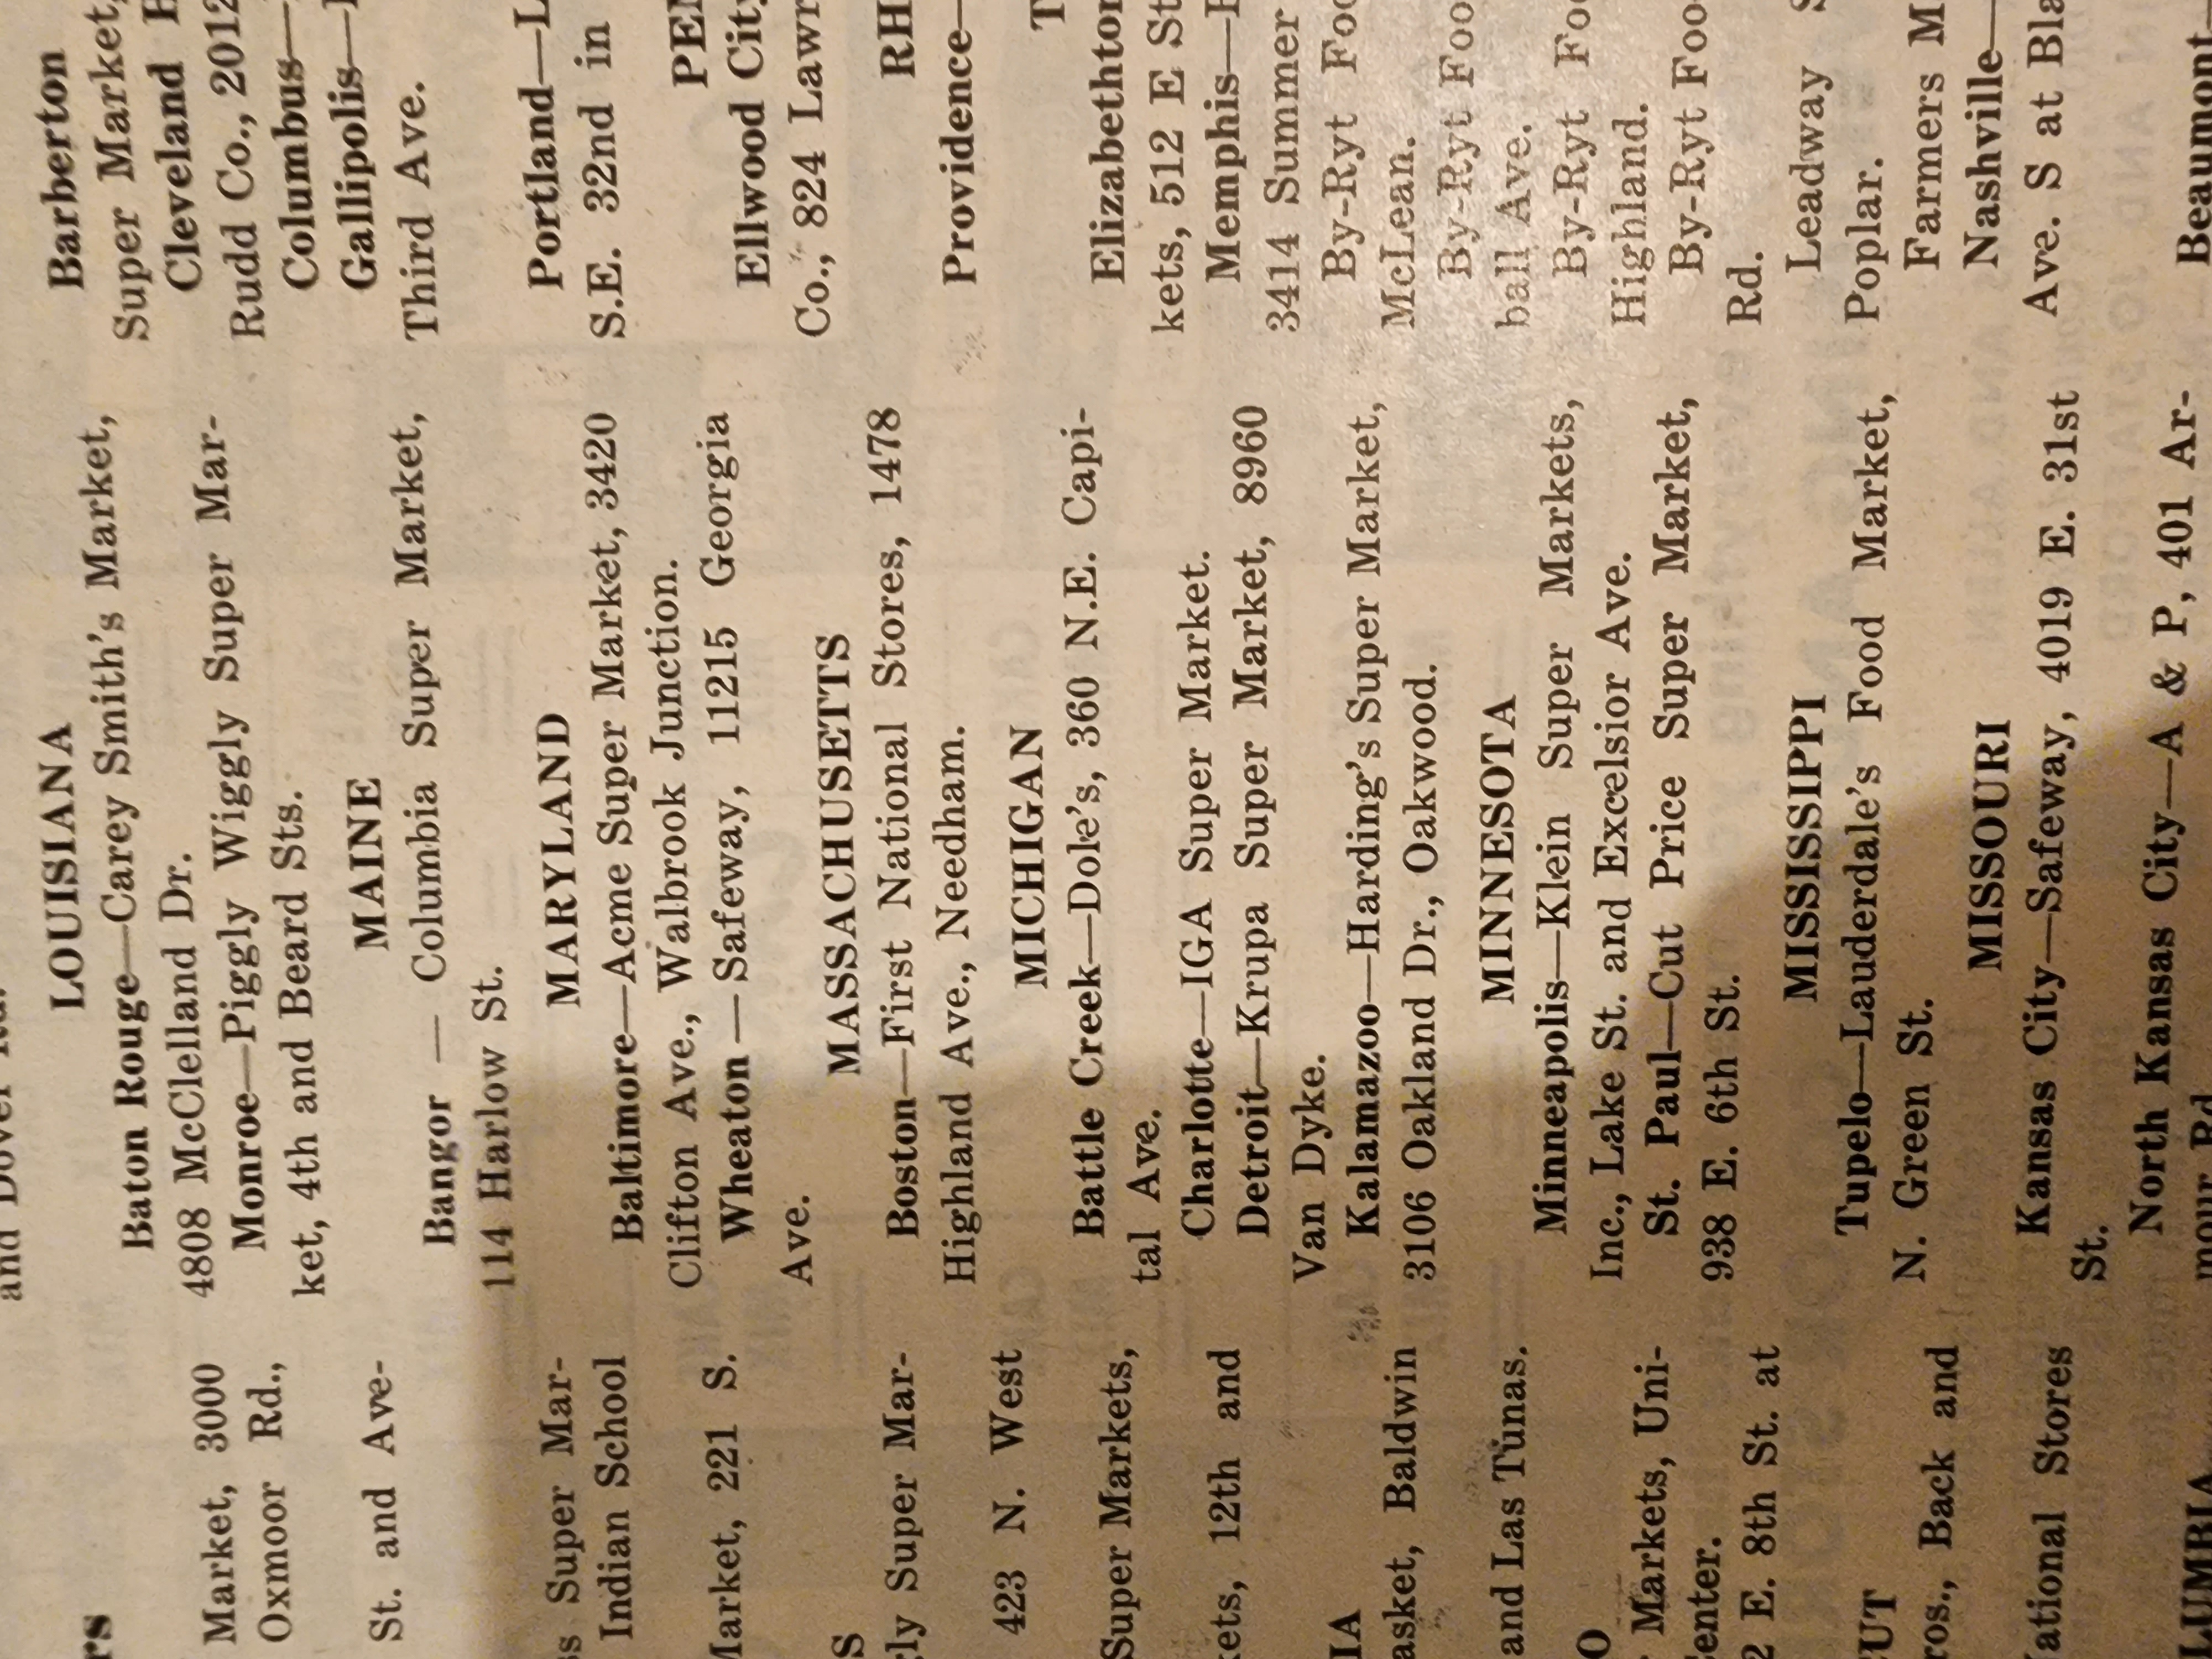 rs
Market, 3000
Oxmoor Rd.,
St. and Ave-
Super Mar-
Indian School
Market, 221 S.
S
Super Mar-
423 N. West
Super Markets,
12th and
Baldwin
and Las Tunas.
O
Markets, Uni-
E. 8th St. at
Back and
Stores
and Dover Rd.
LOUISIANA
Baton Rouge—Carey Smith's Market,
4808 McClelland Dr.
Monroe—Piggly Wiggly Super Mar-
ket, 4th and Beard Sts.
MAINE
Bangor — Columbia Super Market,
114 Harlow St.
MARYLAND
Baltimore—Acme Super Market, 3420
Clifton Ave., Walbrook Junction.
Wheaton—Safeway, 11215 Georgia
Ave.
MASSACHUSETTS
Boston—First National Stores, 1478
Highland Ave., Needham.
MICHIGAN
Battle Creek—Dole's, 360 N.E. Capi-
tal Ave.
Charlotte—IGA Super Market.
Detroit—Krupa Super Market, 8960
Van Dyke.
Kalamazoo—Harding's Super Market,
3106 Oakland Dr., Oakwood.
MINNESOTA
Minneapolis—Klein Super Markets,
Inc., Lake St. and Excelsior Ave.
St. Paul—Cut Price Super Market,
938 E. 6th St.
MISSISSIPPI
Tupelo—Lauderdale's Food Market,
N. Green St.
MISSOURI
Kansas City—Safeway, 4019 E. 31st
St.
North Kansas City—A & P, 401 Ar-
mour Rd.
Barberton
Super Market,
Cleveland
Rudd Co., 2012
Columbus—
Gallipolis—
Third Ave.
Portland—L
S.E. 32nd in
PEN
Ellwood City
Co., 824 Lawr
RH
Providence—
T
Elizabethton
kets, 512 E St
Memphis—
3414 Summer
By-Ryt Foo
McLean.
By-Ryt Foo
ball Ave.
By-Ryt Foo
Highland.
By-Ryt Foo
Rd.
Leadway S
Poplar.
Farmers M
Nashville—
Ave. S at Bla
Beaumont—